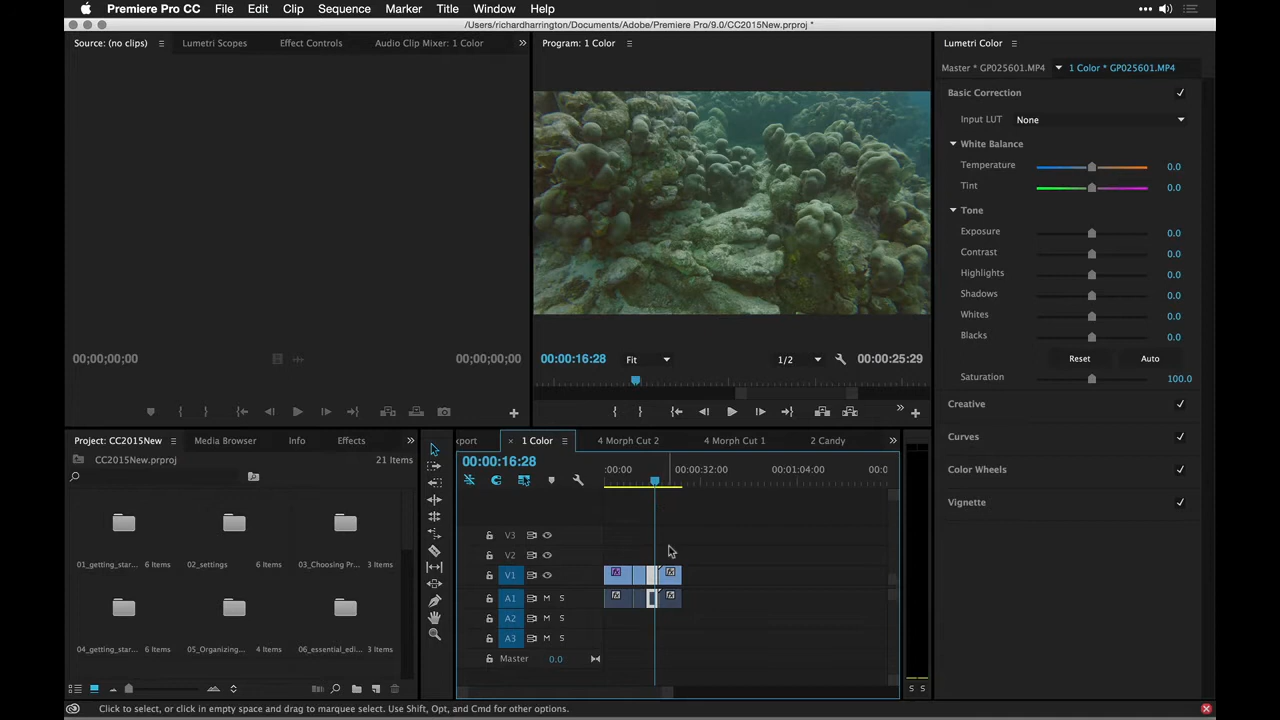 Premiere Pro CC File Edit Clip Sequence Marker Title Window Help
/Users/richardharrington/Documents/Adobe/Premiere Pro/9.0/CC2015New.prproj *
Source: (no clips) Lumetri Scopes Effect Controls Audio Clip Mixer: 1 Color
Program: 1 Color
Lumetri Color
Master * GP025601.MP4 1 Color * GP025601.MP4
Basic Correction
Input LUT None
White Balance
Temperature 0.0
Tint 0.0
Tone
Exposure 0.0
Contrast 0.0
Highlights 0.0
Shadows 0.0
Whites 0.0
Blacks 0.0
Reset Auto
Saturation 100.0
Creative
Curves
Color Wheels
Vignette
00;00;00;00 00;00;00;00
00:00:16:28 Fit 1/2 00:00:25:29
Project: CC2015New Media Browser Info Effects
CC2015New.prproj 21 Items
01_getting_star... 6 Items 02_settings 6 Items 03_Choosing Pr... 3 Items
04_getting_star... 6 Items 05_Organizing... 4 Items 06_essential_edi... 3 Items
xport 1 Color 4 Morph Cut 2 4 Morph Cut 1 2 Candy
00:00:16:28
:00:00 00:00:32:00 00:01:04:00 00:0
V3
V2
V1 fx fx
A1 M S fx fx
A2 M S
A3 M S
Master 0.0
S S
Click to select, or click in empty space and drag to marquee select. Use Shift, Opt, and Cmd for other options.